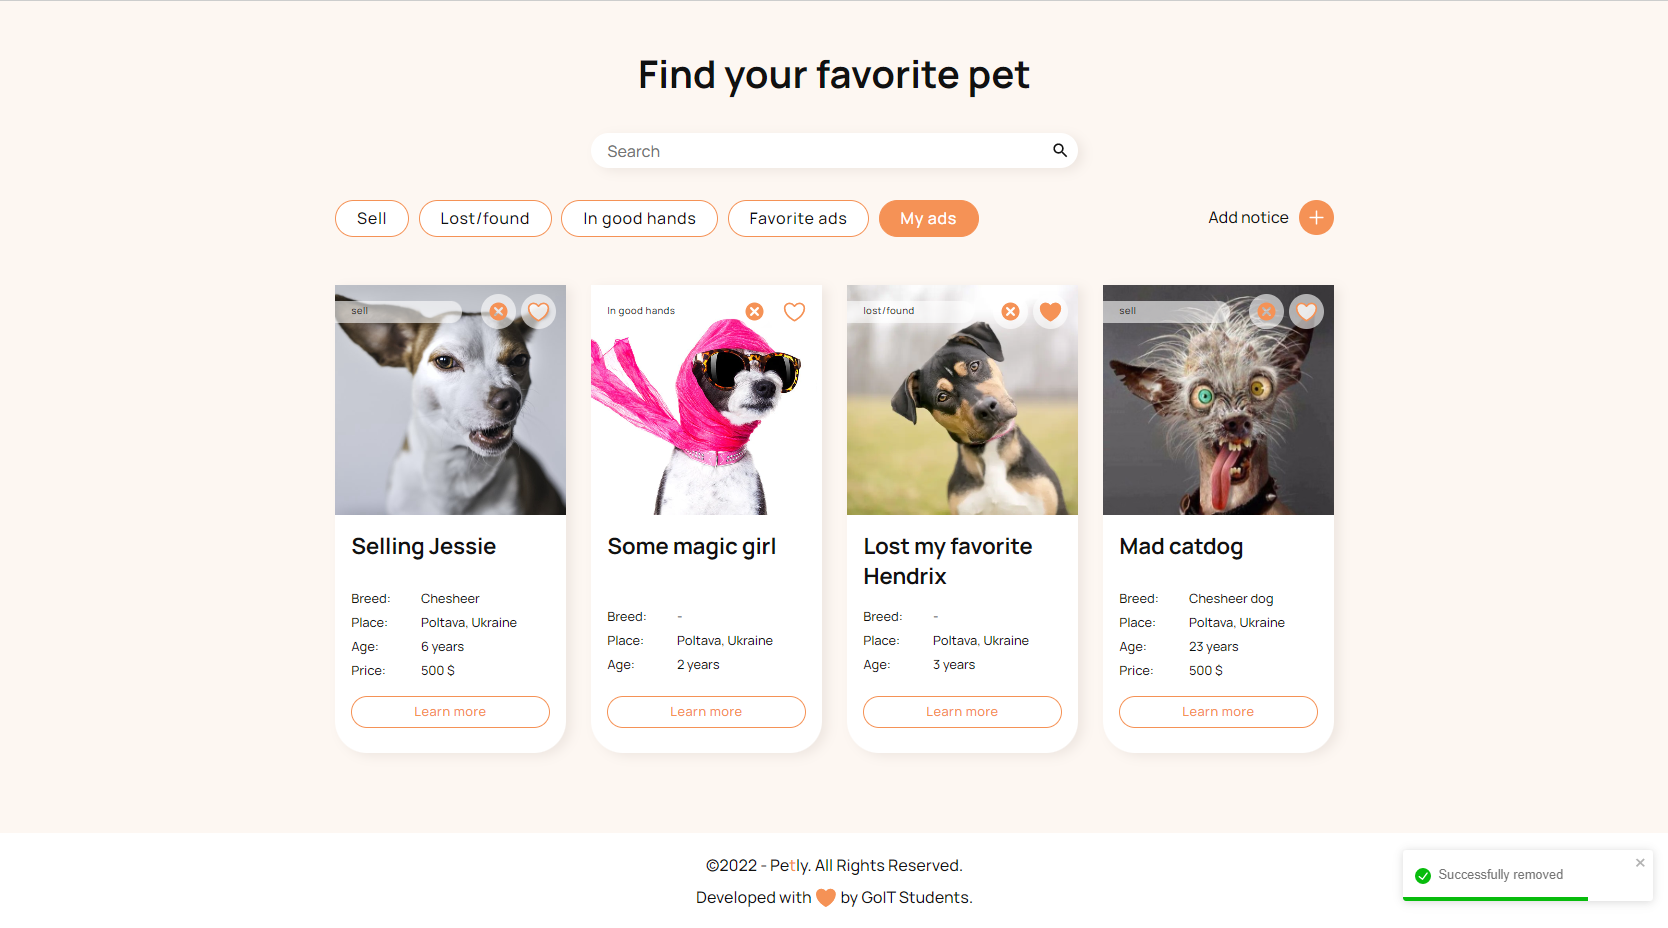 Find your favorite pet
Search
Sell
Lost/found
In good hands
Favorite ads
My ads
Add notice
sell
Selling Jessie
Breed: Chesheer
Place: Poltava, Ukraine
Age: 6 years
Price: 500 $
Learn more
In good hands
Some magic girl
Breed: -
Place: Poltava, Ukraine
Age: 2 years
Learn more
lost/found
Lost my favorite
Hendrix
Breed: -
Place: Poltava, Ukraine
Age: 3 years
Learn more
sell
Mad catdog
Breed: Chesheer dog
Place: Poltava, Ukraine
Age: 23 years
Price: 500 $
Learn more
©2022 - Petly. All Rights Reserved.
Developed with by GoIT Students.
Successfully removed